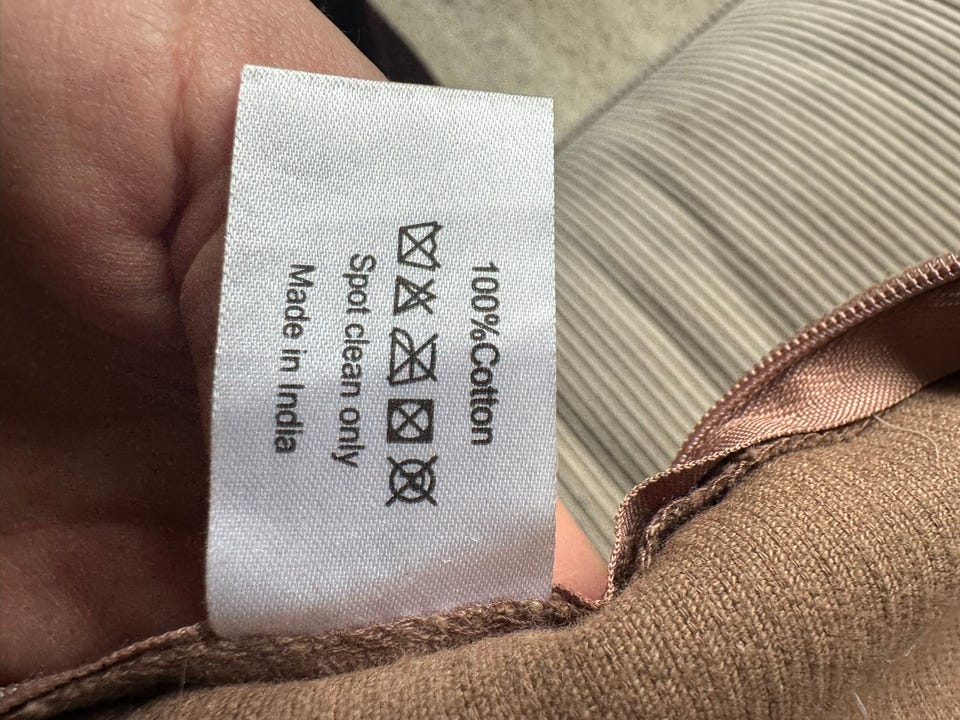 100%Cotton
Spot clean only
Made in India